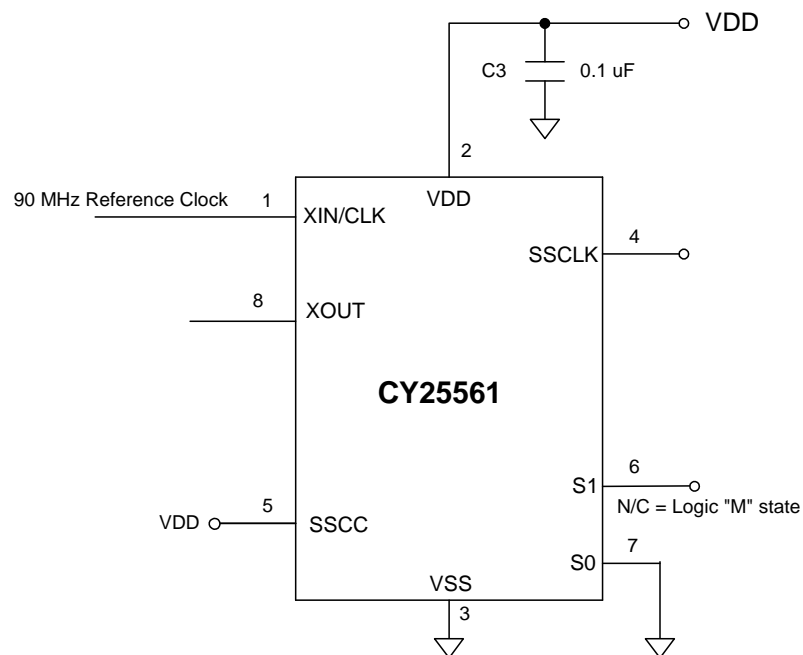 VDD
C3
0.1 uF
2
90 MHz Reference Clock
1
VDD
XIN/CLK
4
SSCLK
8
XOUT
CY25561
6
S1
N/C = Logic "M" state
5
VDD
SSCC
7
S0
VSS
3